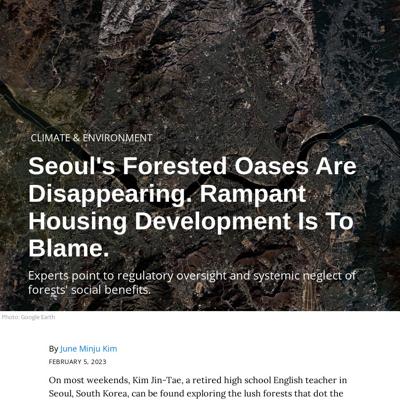 CLIMATE & ENVIRONMENT
Seoul's Forested Oases Are
Disappearing. Rampant
Housing Development Is To
Blame.
Experts point to regulatory oversight and systemic neglect of
forests' social benefits.
Photo: Google Earth
By June Minju Kim
FEBRUARY 5, 2023
On most weekends, Kim Jin-Tae, a retired high school English teacher in
Seoul, South Korea, can be found exploring the lush forests that dot the